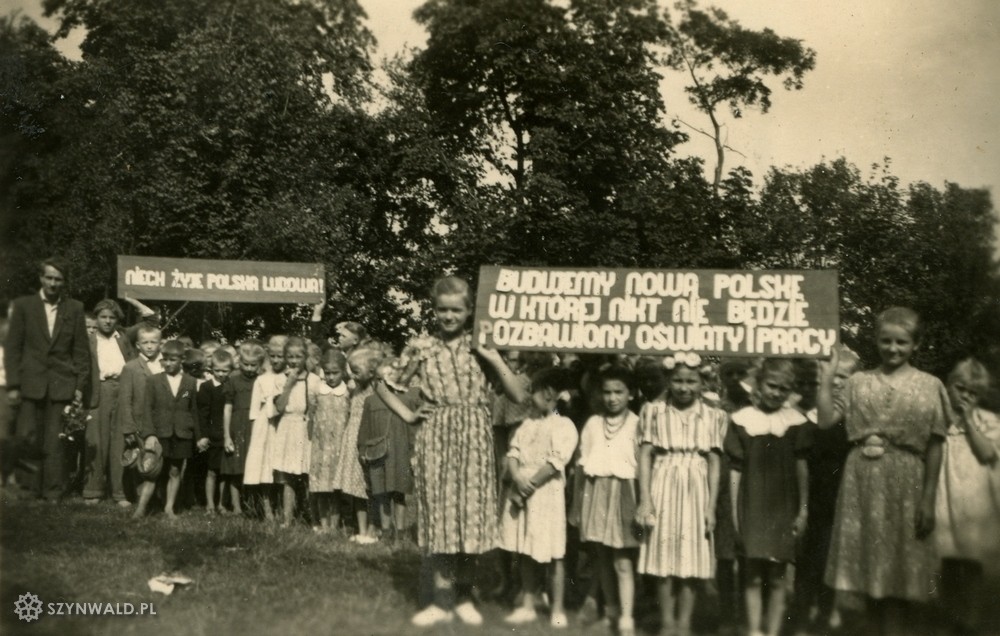 NIECH ŻYJE POLSKA LUDOWA!
BUDUJEMY NOWĄ POLSKĘ
W KTÓREJ NIKT NIE BĘDZIE
POZBAWIONY OŚWIATY I PRACY
SZYNWALD.PL